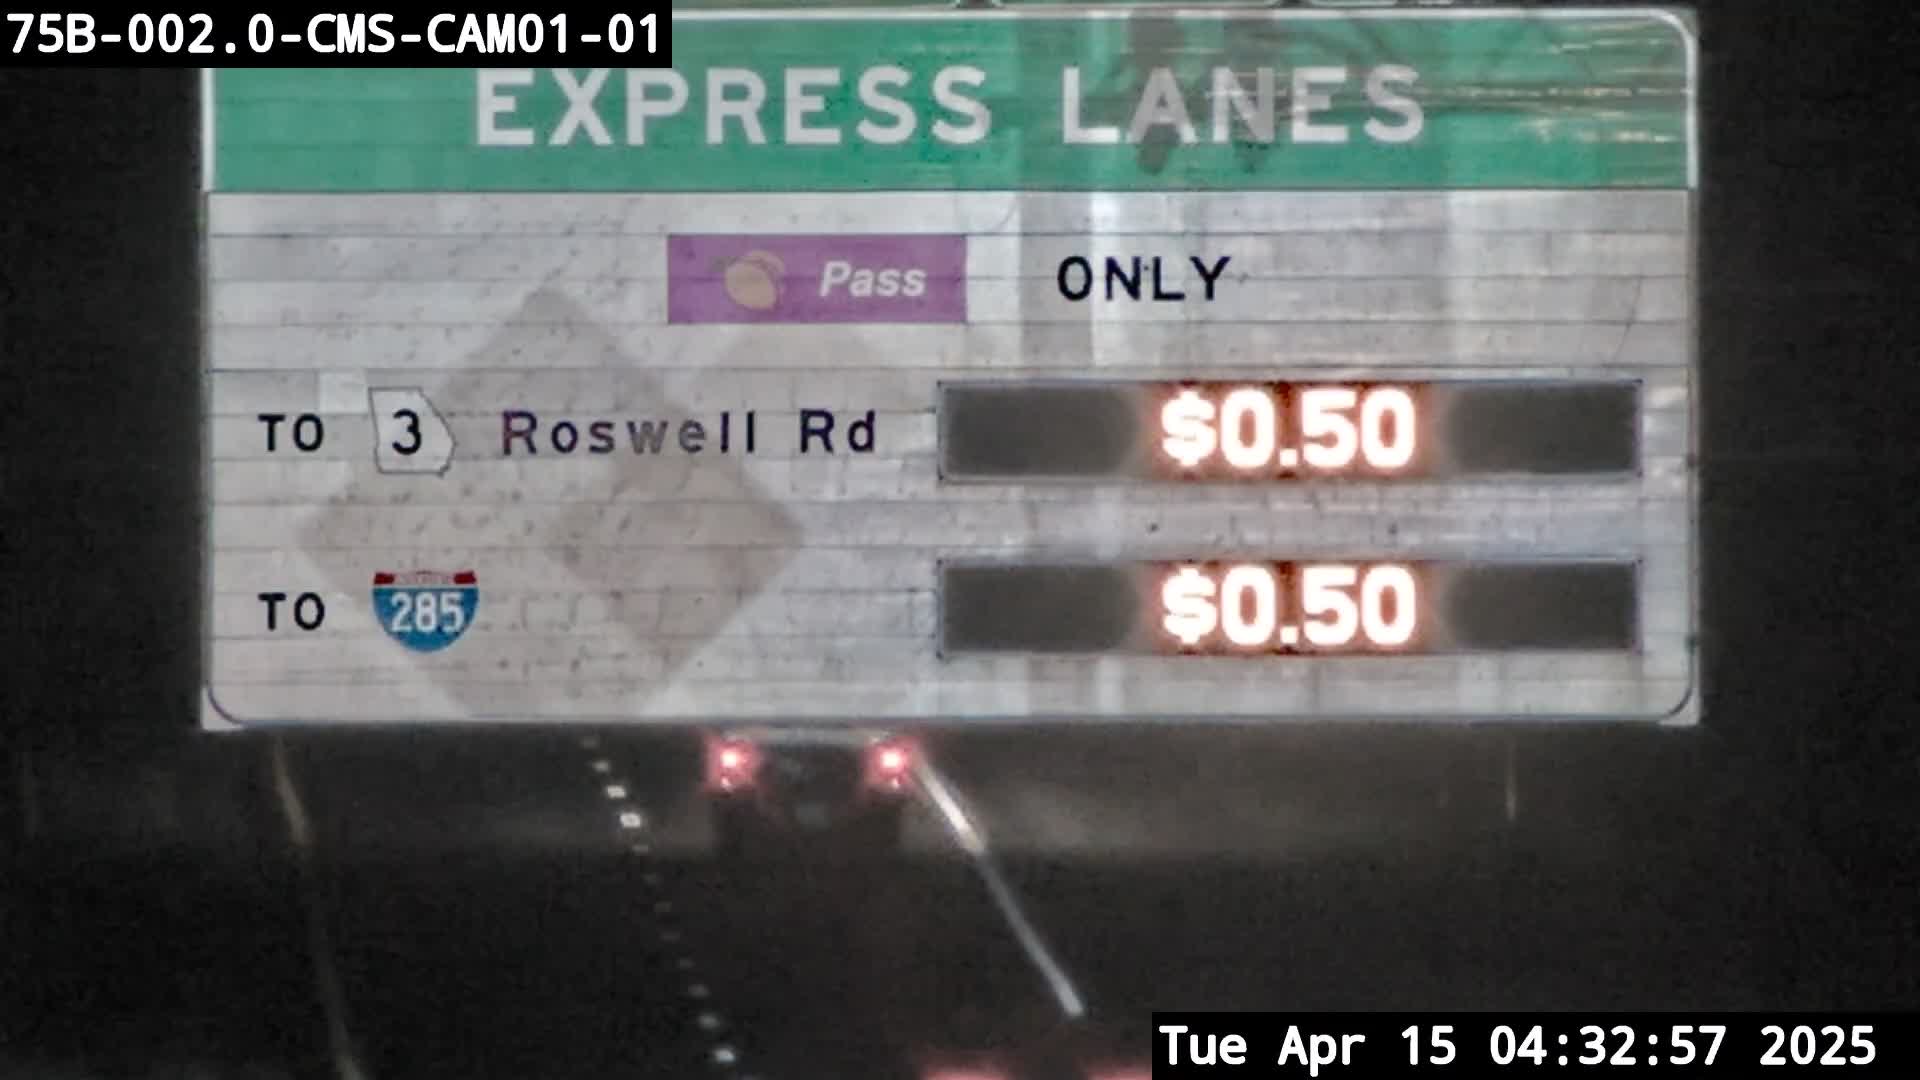 75B-002.0-CMS-CAM01-01
EXPRESS LANES
Pass ONLY
TO 3 Roswell Rd $0.50
TO 285 $0.50
Tue Apr 15 04:32:57 2025